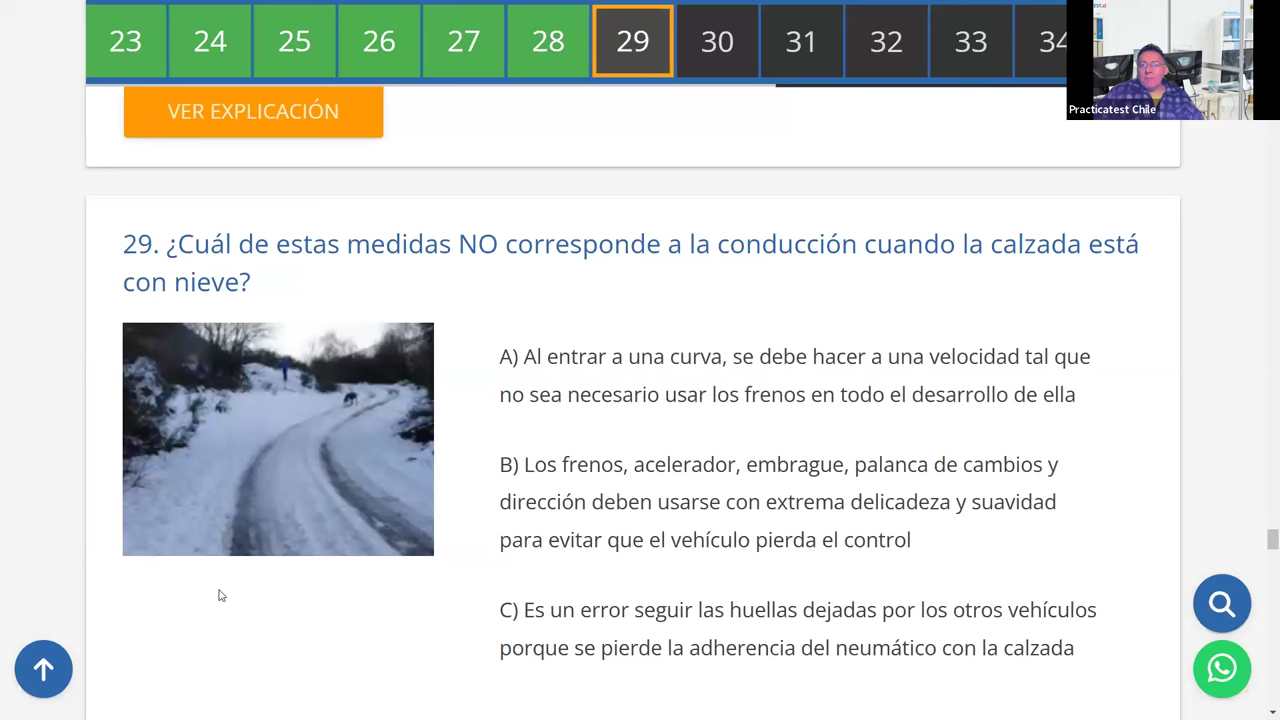 23 24 25 26 27 28 29 30 31 32 33 34
Practicatest Chile
VER EXPLICACIÓN
29. ¿Cuál de estas medidas NO corresponde a la conducción cuando la calzada está
con nieve?
A) Al entrar a una curva, se debe hacer a una velocidad tal que
no sea necesario usar los frenos en todo el desarrollo de ella
B) Los frenos, acelerador, embrague, palanca de cambios y
dirección deben usarse con extrema delicadeza y suavidad
para evitar que el vehículo pierda el control
C) Es un error seguir las huellas dejadas por los otros vehículos
porque se pierde la adherencia del neumático con la calzada